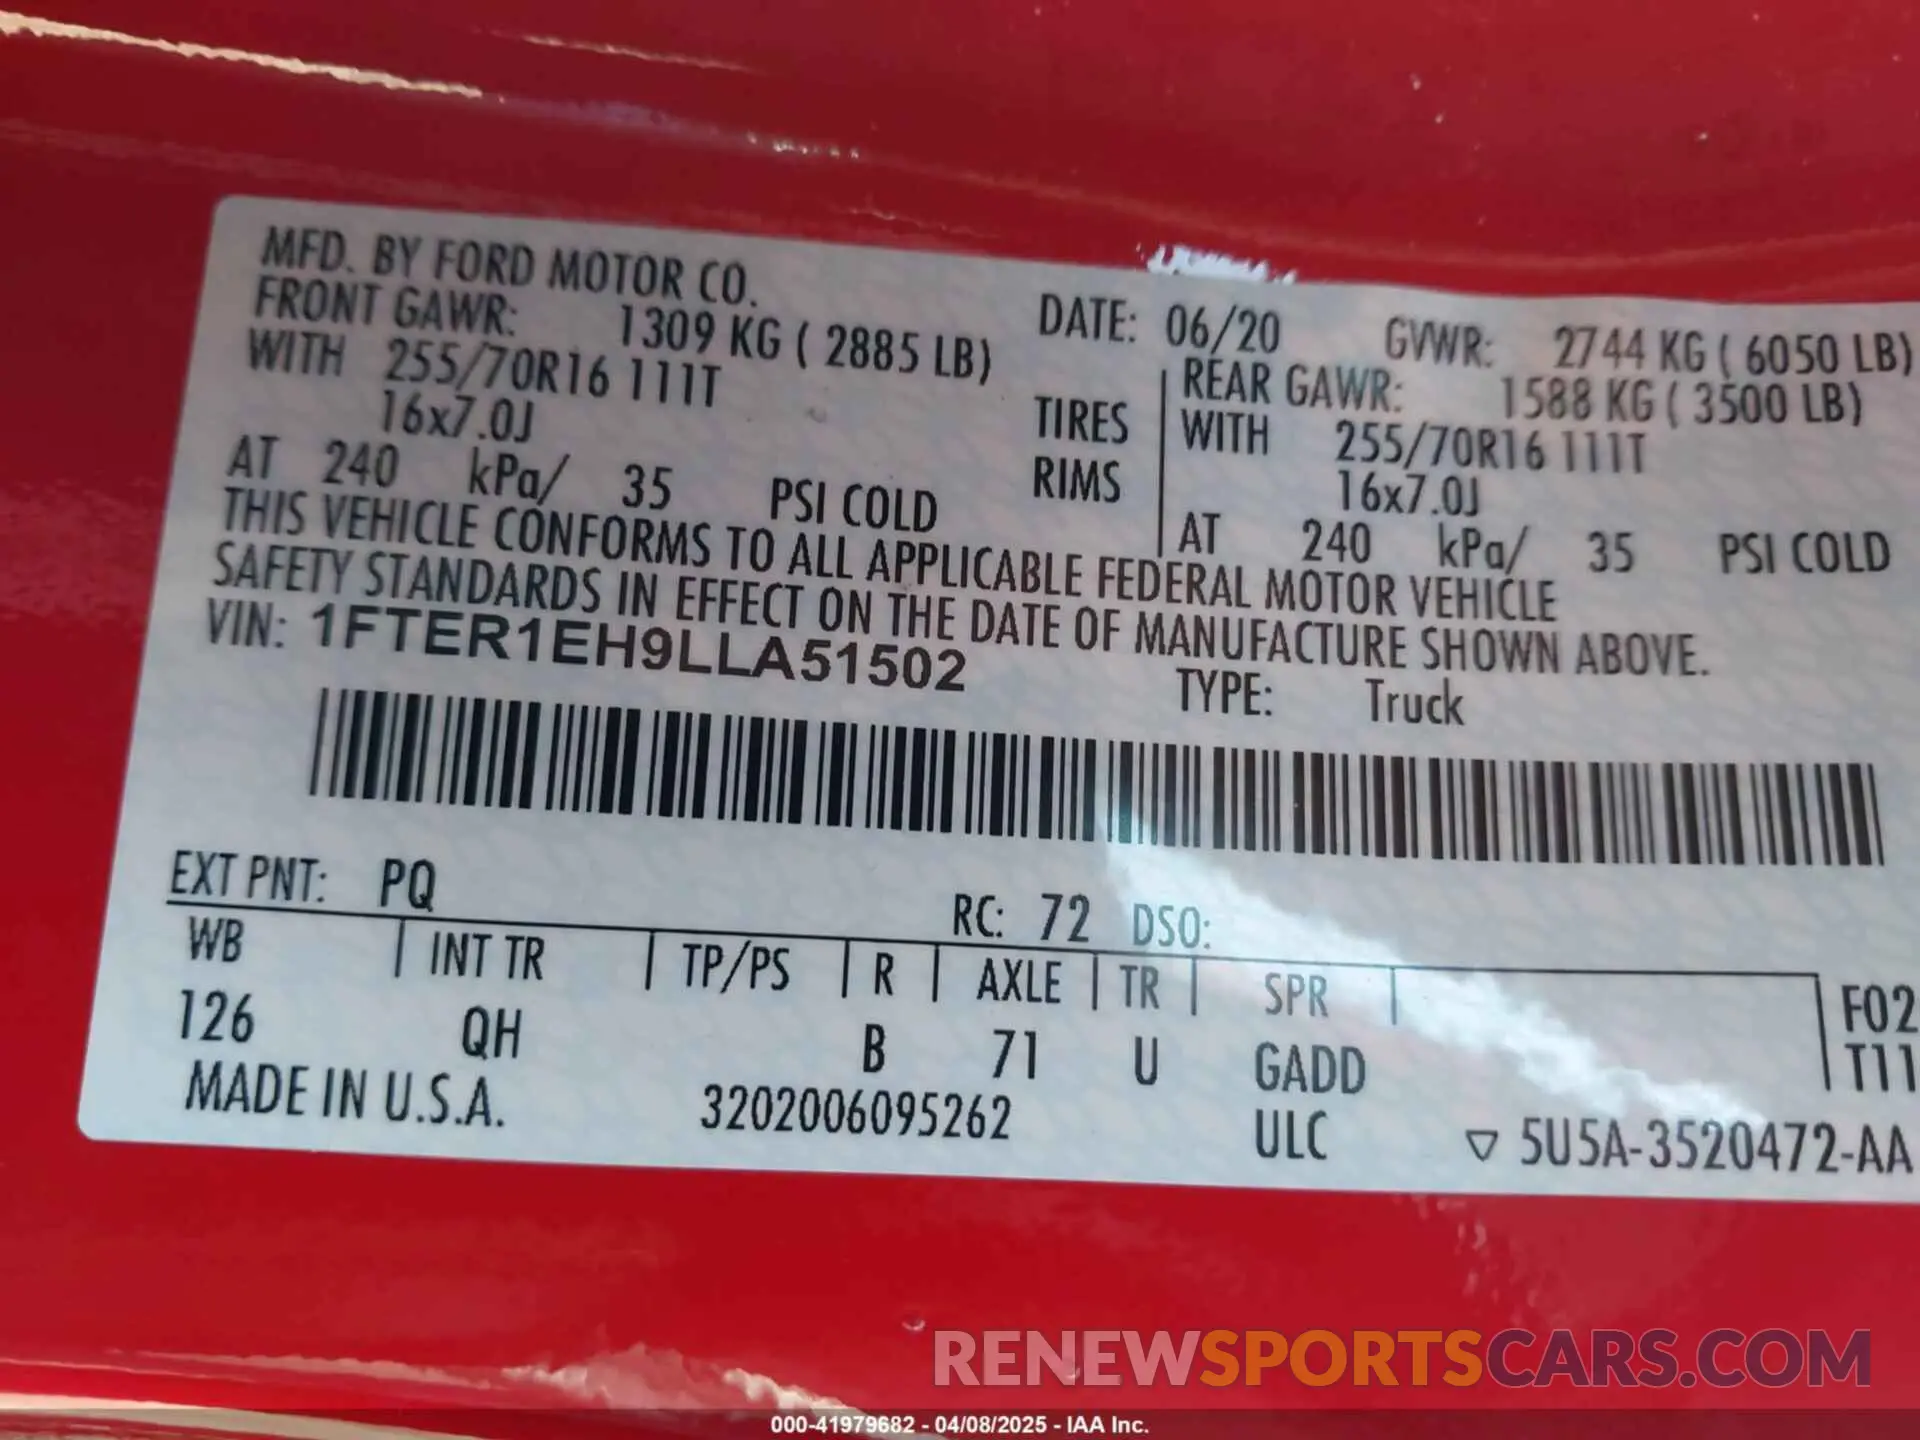 MFD. BY FORD MOTOR CO. DATE: 06/20 GVWR: 2744 KG ( 6050 LB)
FRONT GAWR: 1309 KG ( 2885 LB) REAR GAWR: 1588 KG ( 3500 LB)
WITH 255/70R16 111T TIRES WITH 255/70R16 111T
16x7.0J RIMS 16x7.0J
AT 240 kPa/ 35 PSI COLD AT 240 kPa/ 35 PSI COLD
THIS VEHICLE CONFORMS TO ALL APPLICABLE FEDERAL MOTOR VEHICLE
SAFETY STANDARDS IN EFFECT ON THE DATE OF MANUFACTURE SHOWN ABOVE.
VIN: 1FTER1EH9LLA51502 TYPE: Truck
EXT PNT: PQ RC: 72 DSO:
WB INT TR TP/PS R AXLE TR SPR F02
126 QH B 71 U GADD T11
MADE IN U.S.A. 3202006095262 ULC ▽ 5U5A-3520472-AA
RENEWSPORTSCARS.COM
000-41979682 - 04/08/2025 - IAA Inc.